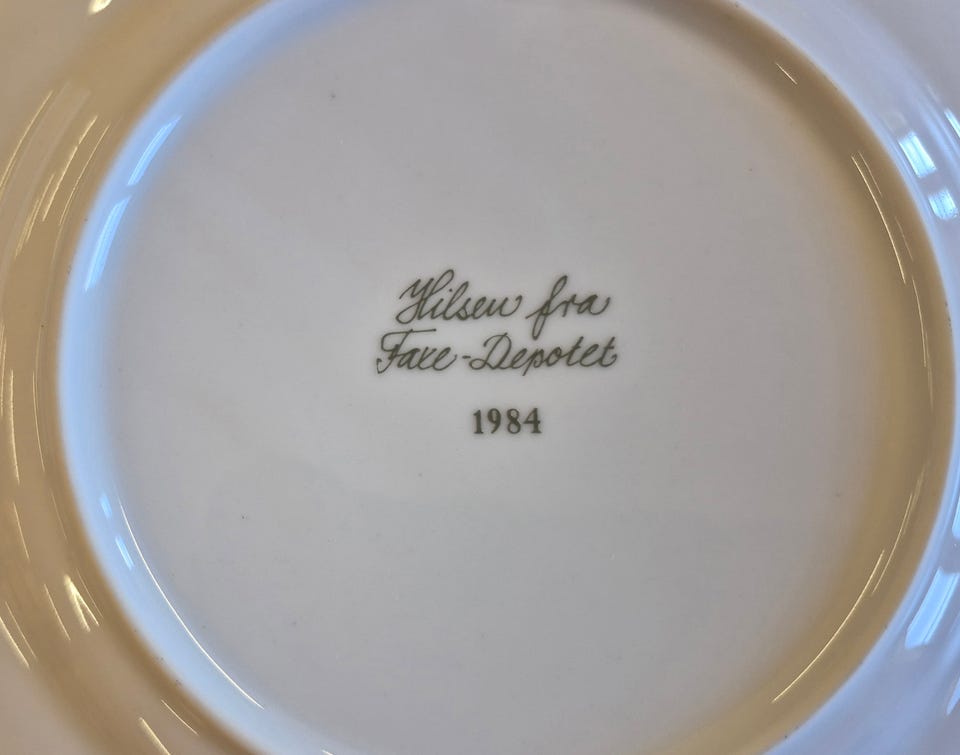 Hilsen fra
Faxe-Depotet
1984